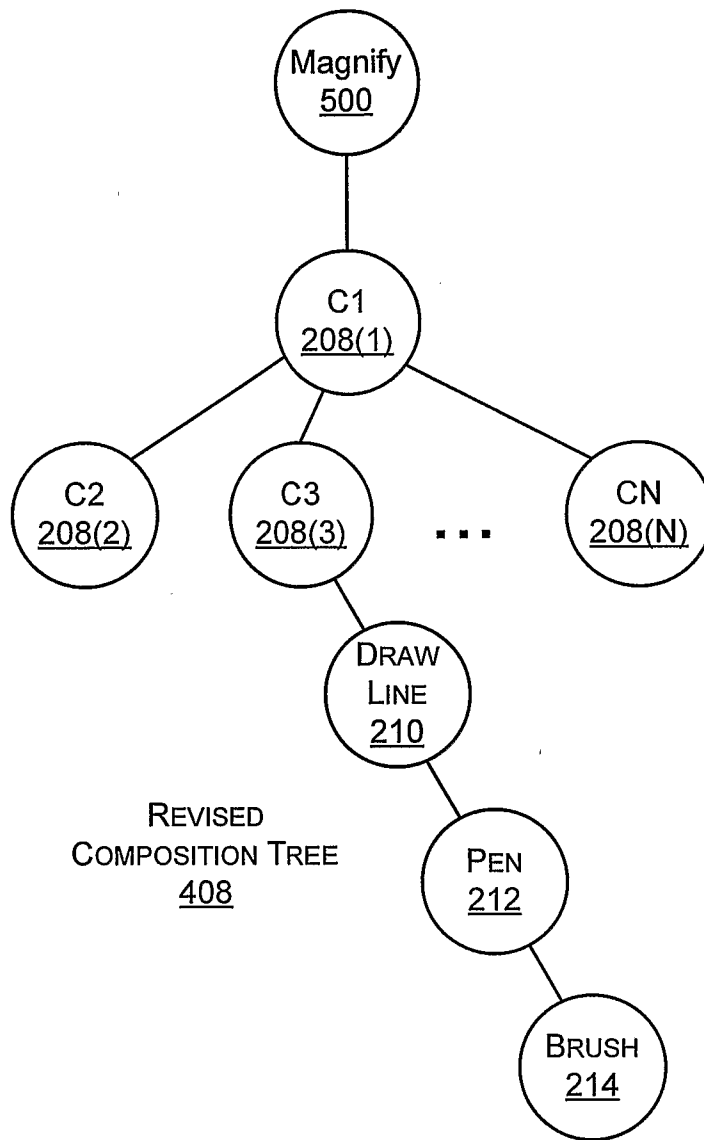 Magnify
500
C1
208(1)
C2
208(2)
C3
208(3)
...
CN
208(N)
DRAW
LINE
210
REVISED
COMPOSITION TREE
408
PEN
212
BRUSH
214